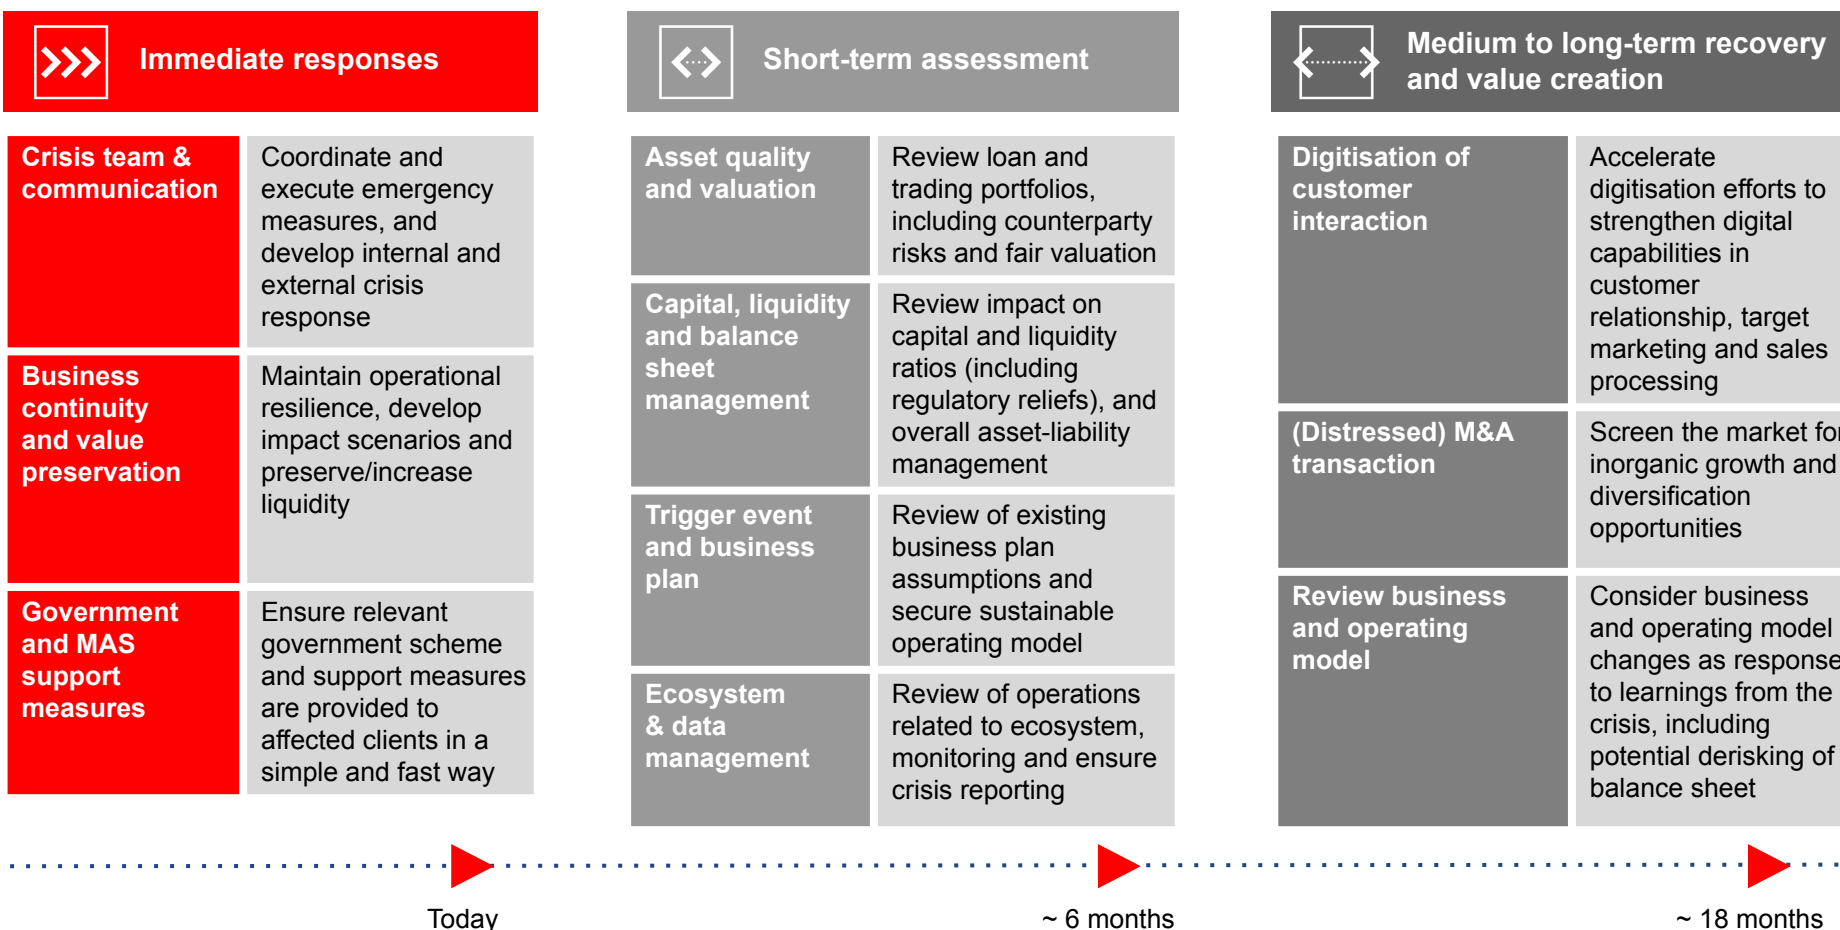 Immediate responses
Crisis team &
communication
Coordinate and
execute emergency
measures, and
develop internal and
external crisis
response
Business
continuity
and value
preservation
Maintain operational
resilience, develop
impact scenarios and
preserve/increase
liquidity
Government
and MAS
support
measures
Ensure relevant
government scheme
and support measures
are provided to
affected clients in a
simple and fast way
Short-term assessment
Asset quality
and valuation
Review loan and
trading portfolios,
including counterparty
risks and fair valuation
Capital, liquidity
and balance
sheet
management
Review impact on
capital and liquidity
ratios (including
regulatory reliefs), and
overall asset-liability
management
Trigger event
and business
plan
Review of existing
business plan
assumptions and
secure sustainable
operating model
Ecosystem
& data
management
Review of operations
related to ecosystem,
monitoring and ensure
crisis reporting
Medium to long-term recovery
and value creation
Digitisation of
customer
interaction
Accelerate
digitisation efforts to
strengthen digital
capabilities in
customer
relationship, target
marketing and sales
processing
(Distressed) M&A
transaction
Screen the market for
inorganic growth and
diversification
opportunities
Review business
and operating
model
Consider business
and operating model
changes as response
to learnings from the
crisis, including
potential derisking of
balance sheet
Today
~ 6 months
~ 18 months